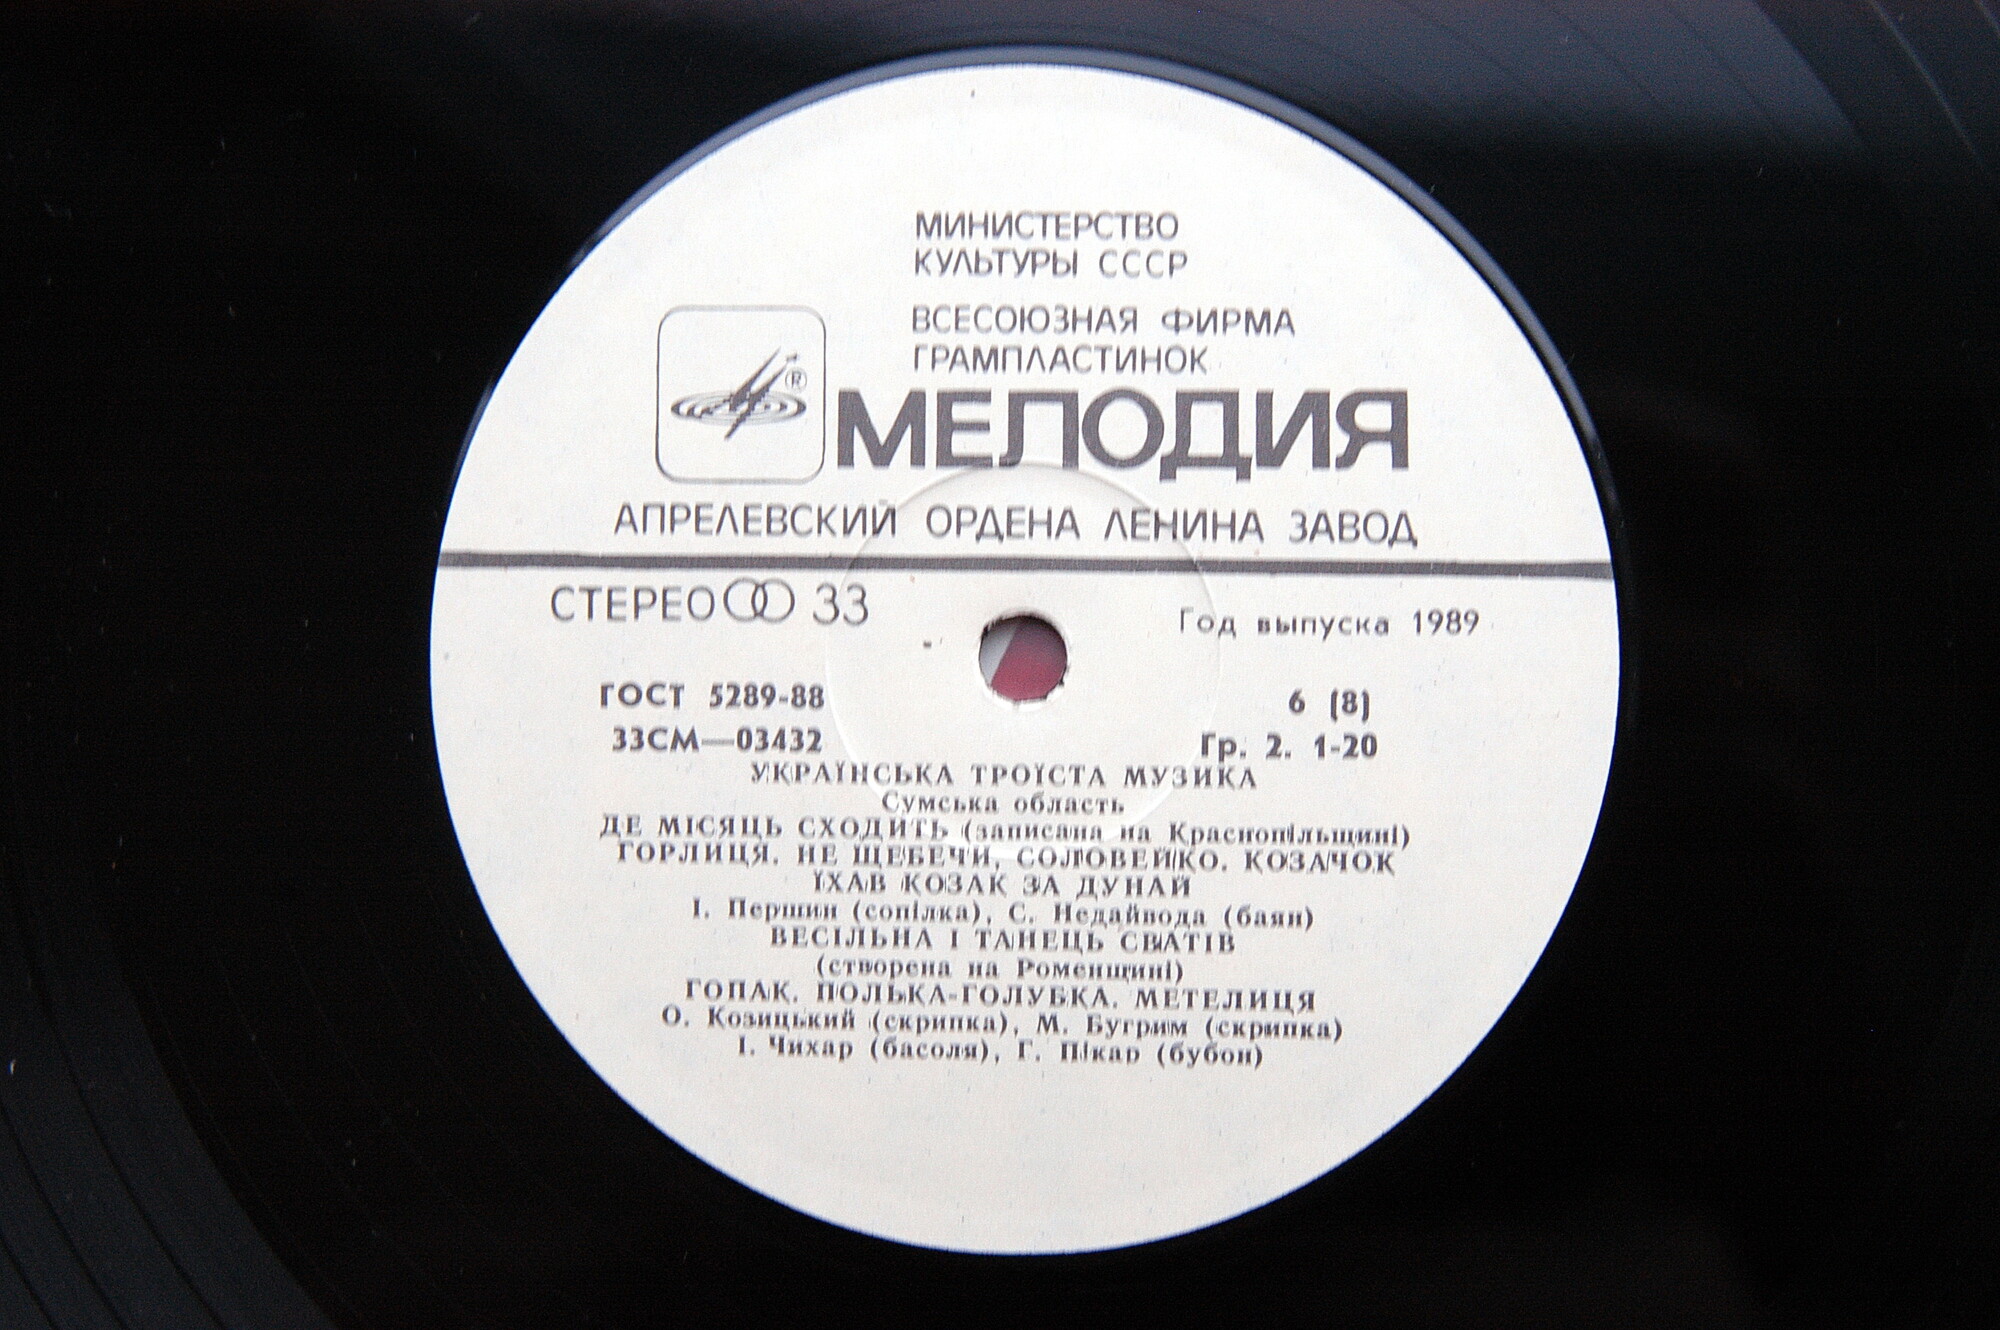 МИНИСТЕРСТВО
КУЛЬТУРЫ СССР
ВСЕСОЮЗНАЯ ФИРМА
ГРАМПЛАСТИНОК
®
МЕЛОДИЯ
АПРЕЛЕВСКИЙ ОРДЕНА ЛЕНИНА ЗАВОД
СТЕРЕО 33
Год выпуска 1989
ГОСТ 5289-88 6 (8)
33СМ—03432 Гр. 2. 1-20
УКРАЇНСЬКА ТРОЇСТА МУЗИКА
Сумська область
ДЕ МІСЯЦЬ СХОДИТЬ (записана на Краснопільщині)
ГОРЛИЦЯ. НЕ ЩЕБЕЧИ, СОЛОВЕЙКО. КОЗАЧОК
ЇХАВ КОЗАК ЗА ДУНАЙ
І. Першин (сопілка), С. Недайвода (баян)
ВЕСІЛЬНА І ТАНЕЦЬ СВАТІВ
(створена на Роменщині)
ГОПАК. ПОЛЬКА-ГОЛУБКА. МЕТЕЛИЦЯ
О. Козицький (скрипка), М. Бугрим (скрипка)
І. Чихар (басоля), Г. Пікар (бубон)